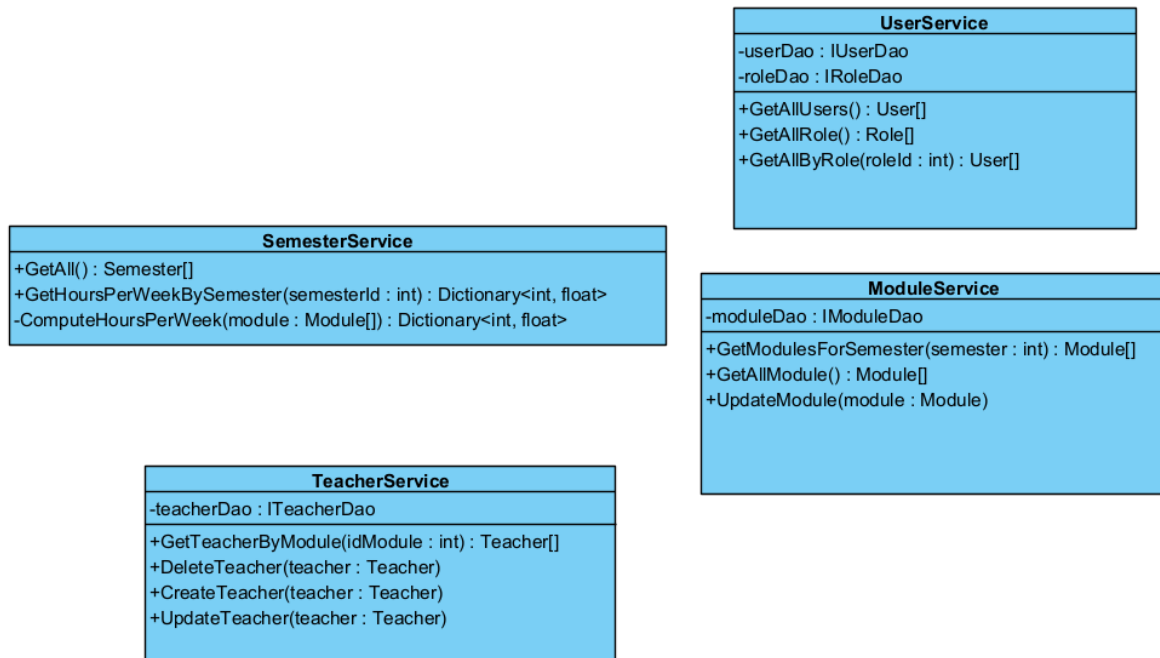 UserService
-userDao : IUserDao
-roleDao : IRoleDao
+GetAllUsers() : User[]
+GetAllRole() : Role[]
+GetAllByRole(roleId : int) : User[]
SemesterService
+GetAll() : Semester[]
+GetHoursPerWeekBySemester(semesterId : int) : Dictionary<int, float>
-ComputeHoursPerWeek(module : Module[]) : Dictionary<int, float>
ModuleService
-moduleDao : IModuleDao
+GetModulesForSemester(semester : int) : Module[]
+GetAllModule() : Module[]
+UpdateModule(module : Module)
TeacherService
-teacherDao : ITeacherDao
+GetTeacherByModule(idModule : int) : Teacher[]
+DeleteTeacher(teacher : Teacher)
+CreateTeacher(teacher : Teacher)
+UpdateTeacher(teacher : Teacher)